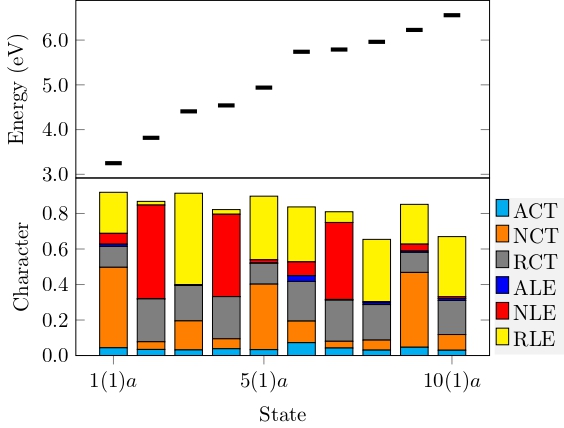 Energy (eV)
6.0
5.0
4.0
3.0
Character
0.8
0.6
0.4
0.2
0.0
ACT
NCT
RCT
ALE
NLE
RLE
1(1)a 5(1)a 10(1)a
State